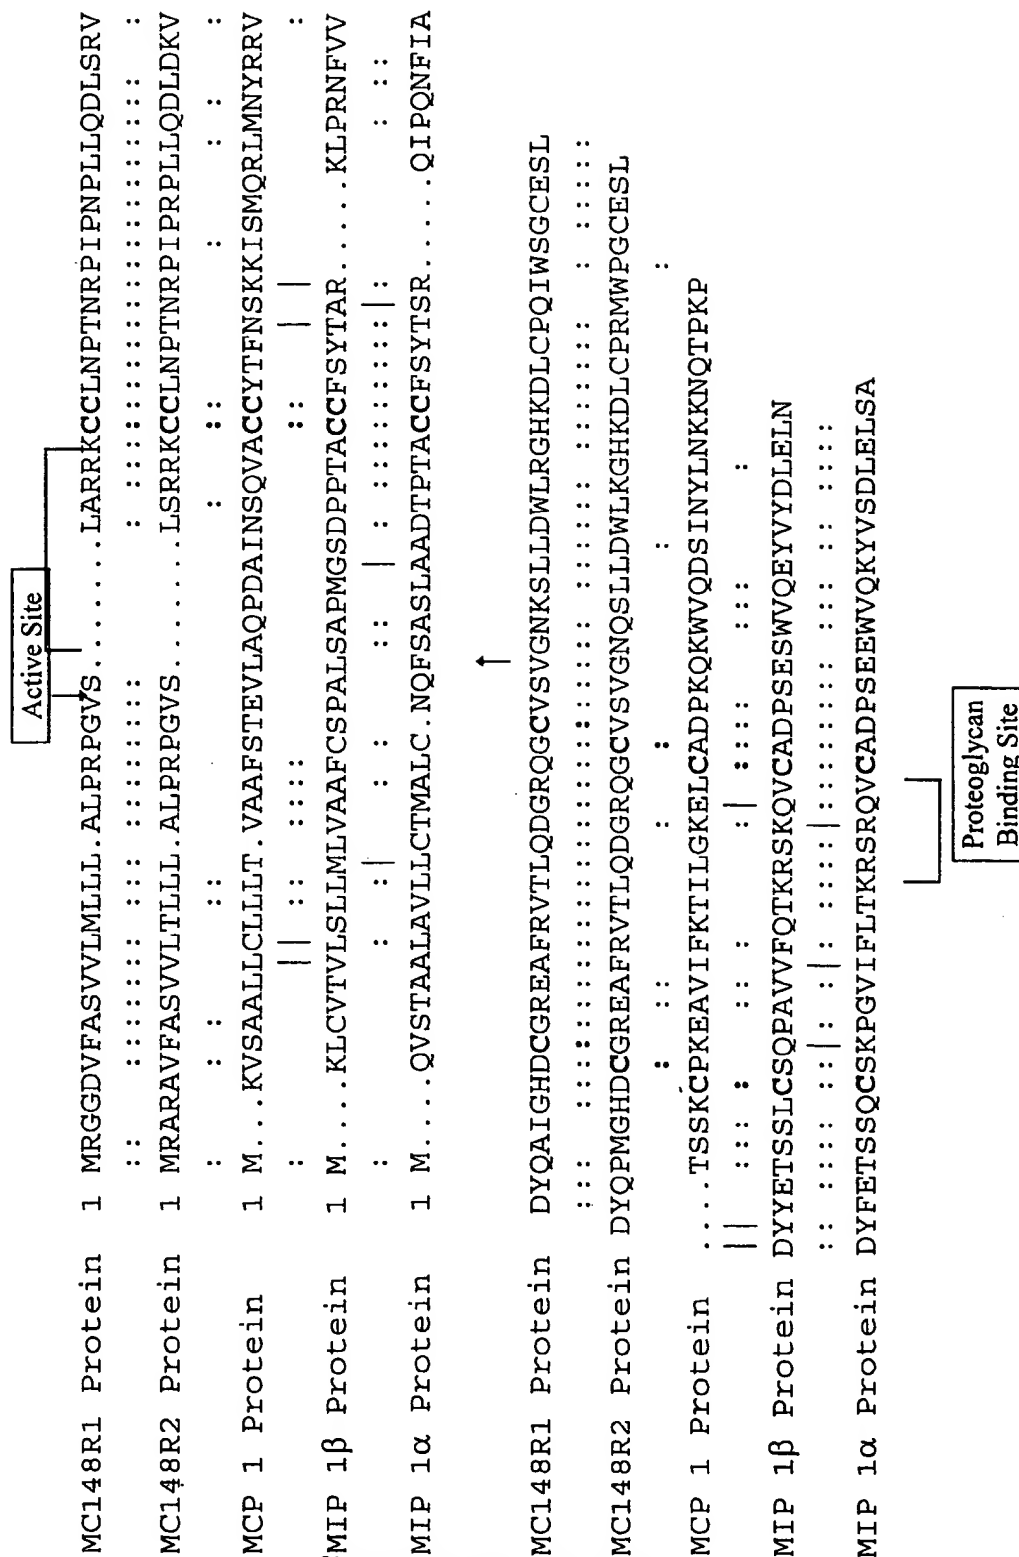 Active Site
MC148R1 Protein 1 MRGGDVFASVVLMLLL.ALPRPGVS.......LARRKCCLNPTNRPIPNPLLQDLSRV
MC148R2 Protein 1 MRARAVFASVVLTLLL.ALPRPGVS.......LSRRKCCLNPTNRPIPRPLLQDLDKV
MCP 1 Protein 1 M...KVSAALLCLLLT.VAAFSTEVLAQPDAINSQVACCYTFNSKKISMQRLMNYRRV
MIP 1β Protein 1 M...KLCVTVLSLLMLVAAFCSPALSAPMGSDPPTACCFSYTAR.....KLPRNFVV
MIP 1α Protein 1 M....QVSTAALAVLLCTMALC.NQFSASLAADTPTACCFSYTSR.....QIPQNFIA
MC148R1 Protein DYQAIGHDCGREAFRVTLQDGRQGCVSVGNKSLLDWLRGHKDLCPQIWSGCESL
MC148R2 Protein DYQPMGHDCGREAFRVTLQDGRQGCVSVGNQSLLDWLKGHKDLCPRMWPGCESL
MCP 1 Protein ....TSSKCPKEAVIFKTILGKELCADPKQKWVQDSINYLNKKNQTPKP
MIP 1β Protein DYYETSSLCSQPAVVFQTKRSKQVCADPSESWVQEYVYDLELN
MIP 1α Protein DYFETSSQCSKPGVIFLTKRSRQVCADPSEEWVQKYVSDLELSA
Proteoglycan
Binding Site